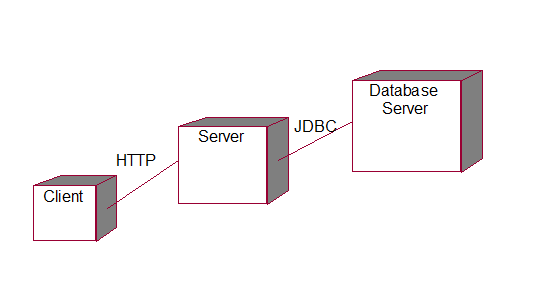 Client
HTTP
Server
JDBC
Database
Server